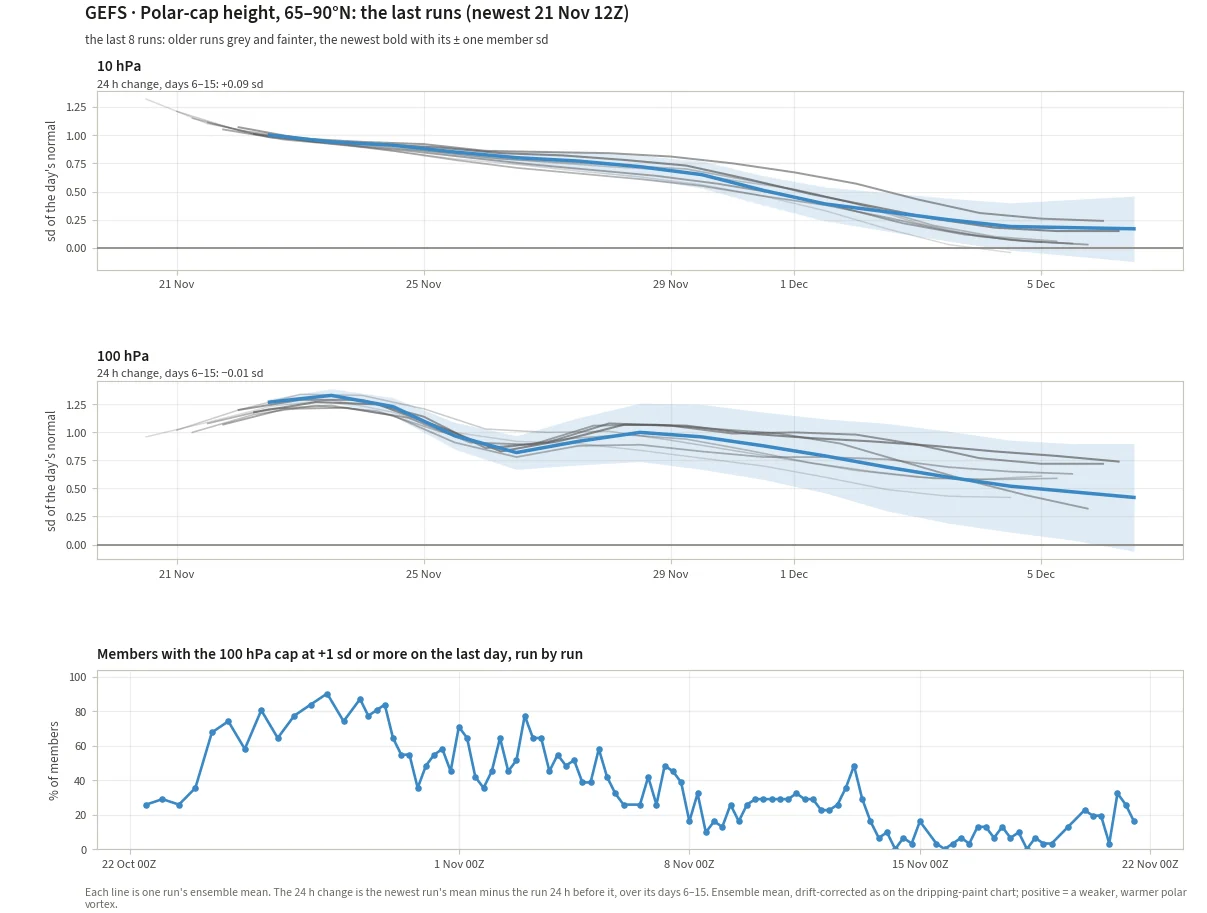 GEFS · Polar-cap height, 65–90°N: the last runs (newest 21 Nov 12Z)
the last 8 runs: older runs grey and fainter, the newest bold with its ± one member sd
10 hPa
24 h change, days 6–15: +0.09 sd
sd of the day's normal
1.25
1.00
0.75
0.50
0.25
0.00
21 Nov
25 Nov
29 Nov
1 Dec
5 Dec
100 hPa
24 h change, days 6–15: −0.01 sd
sd of the day's normal
1.25
1.00
0.75
0.50
0.25
0.00
21 Nov
25 Nov
29 Nov
1 Dec
5 Dec
Members with the 100 hPa cap at +1 sd or more on the last day, run by run
% of members
100
80
60
40
20
0
22 Oct 00Z
1 Nov 00Z
8 Nov 00Z
15 Nov 00Z
22 Nov 00Z
Each line is one run's ensemble mean. The 24 h change is the newest run's mean minus the run 24 h before it, over its days 6–15. Ensemble mean, drift-corrected as on the dripping-paint chart; positive = a weaker, warmer polar
vortex.